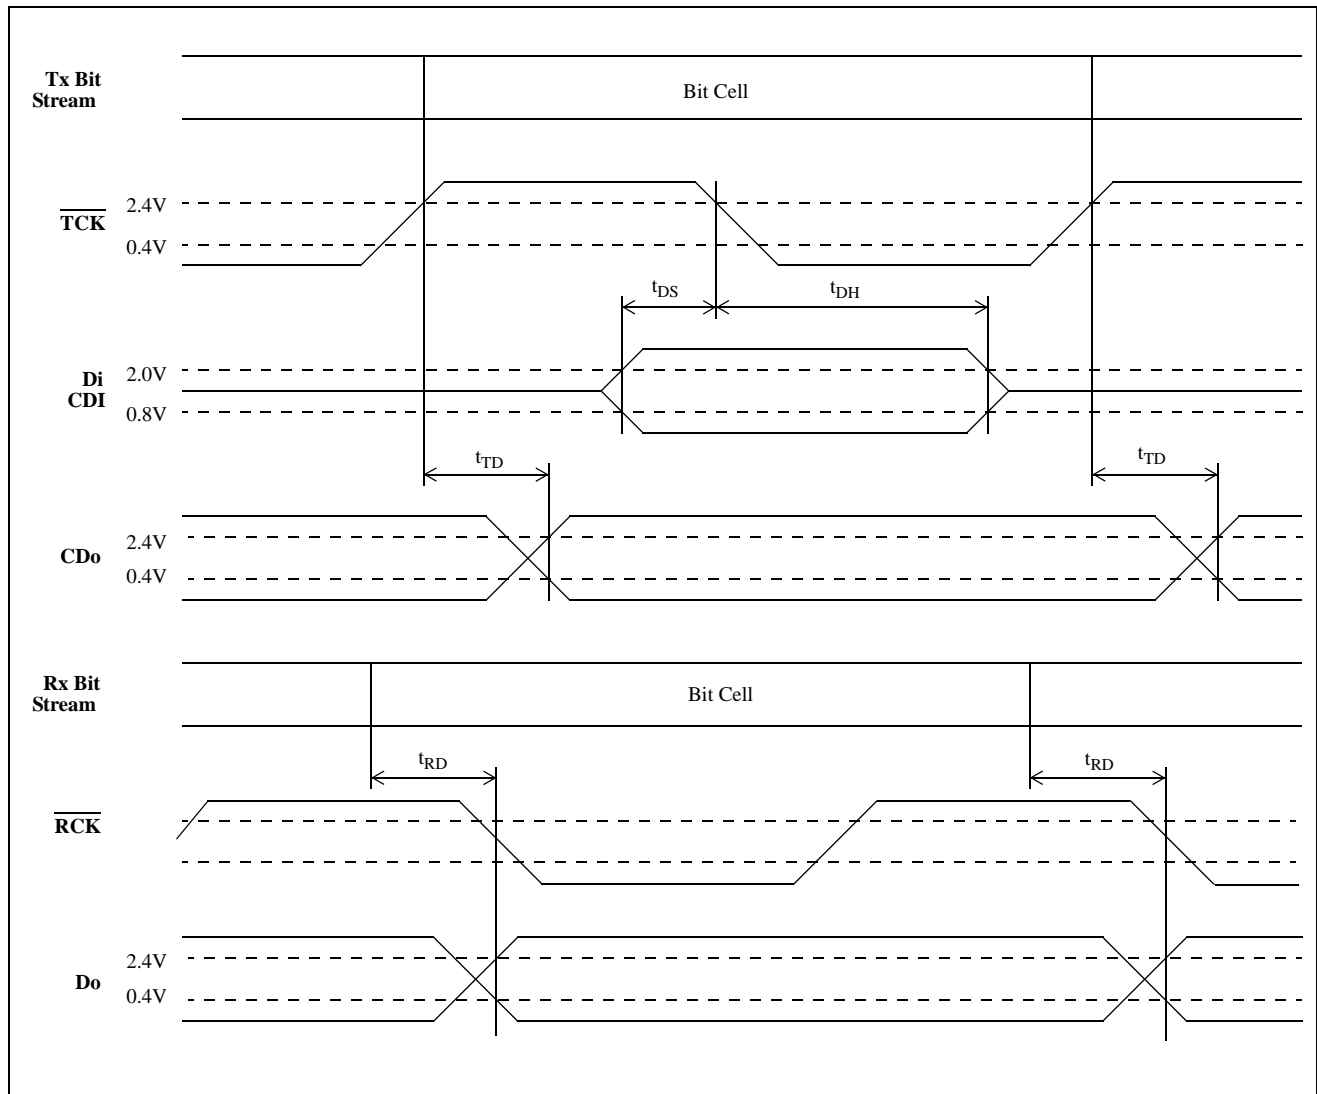 Tx Bit
Stream
Bit Cell
TCK
2.4V
0.4V
tDS
tDH
Di
CDI
2.0V
0.8V
tTD
tTD
CDo
2.4V
0.4V
Rx Bit
Stream
Bit Cell
tRD
tRD
RCK
Do
2.4V
0.4V